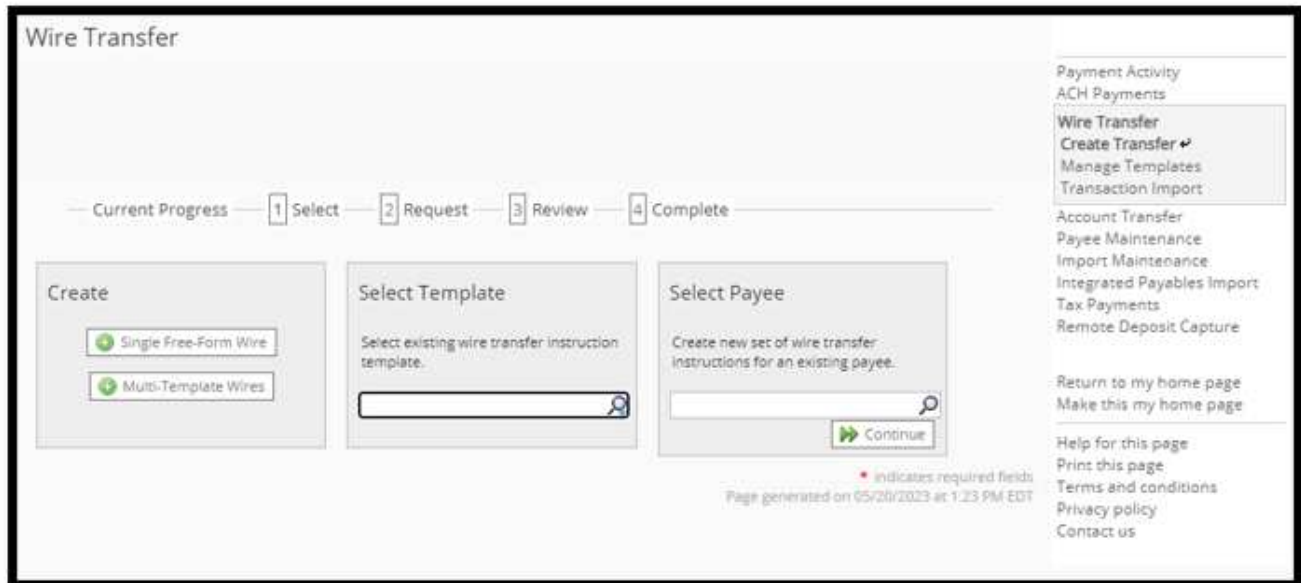 Wire Transfer
Current Progress 1 Select 2 Request 3 Review 4 Complete
Create
Single Free-Form Wire
Multi-Template Wires
Select Template
Select existing wire transfer instruction
template.
Select Payee
Create new set of wire transfer
instructions for an existing payee.
Continue
* indicates required fields
Page generated on 05/20/2023 at 1:23 PM EDT
Payment Activity
ACH Payments
Wire Transfer
Create Transfer ↵
Manage Templates
Transaction Import
Account Transfer
Payee Maintenance
Import Maintenance
Integrated Payables Import
Tax Payments
Remote Deposit Capture
Return to my home page
Make this my home page
Help for this page
Print this page
Terms and conditions
Privacy policy
Contact us